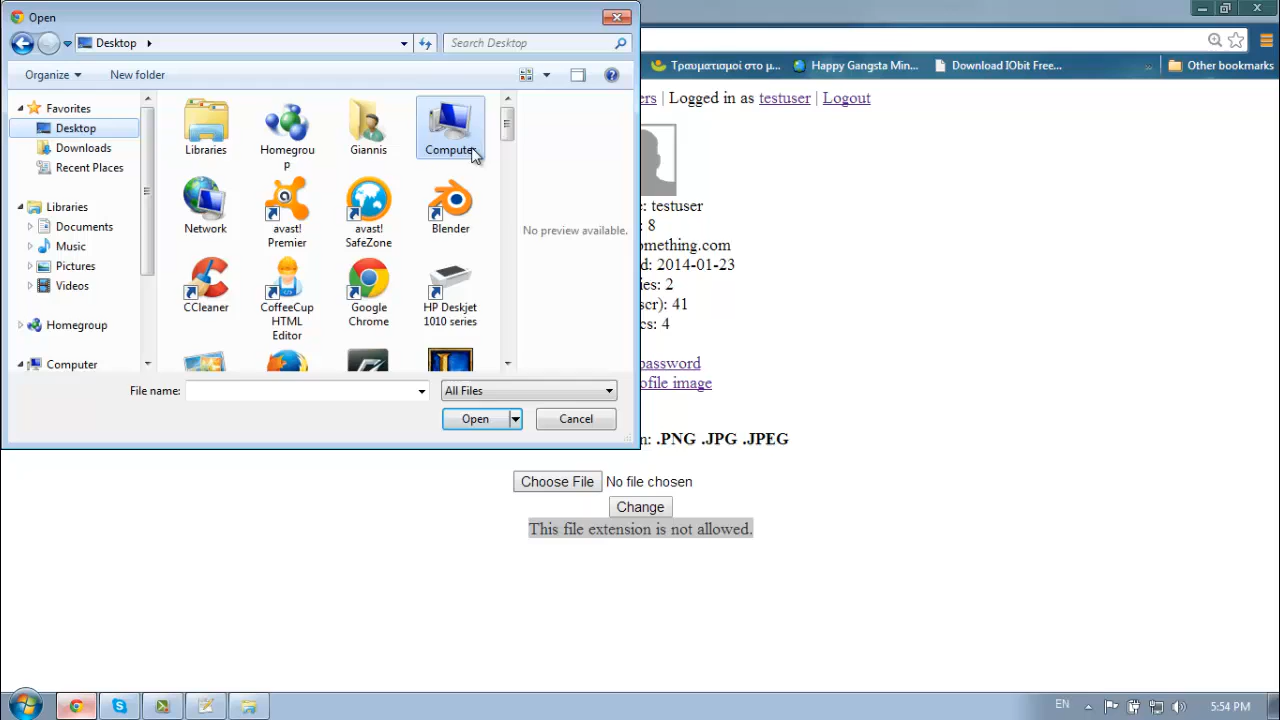 Open
Desktop
Search Desktop
Organize
New folder
Favorites
Desktop
Downloads
Recent Places
Libraries
Documents
Music
Pictures
Videos
Homegroup
Computer
Libraries
Homegrou
p
Giannis
Computer
Network
avast!
Premier
avast!
SafeZone
Blender
CCleaner
CoffeeCup
HTML
Editor
Google
Chrome
HP Deskjet
1010 series
No preview available.
File name:
All Files
Open
Cancel
Τραυματισμοί στο μ...
Happy Gangsta Min...
Download IObit Free...
»
Other bookmarks
ers | Logged in as testuser | Logout
: testuser
: 8
omething.com
d: 2014-01-23
ies: 2
scr): 41
cs: 4
password
ofile image
n: .PNG .JPG .JPEG
Choose File No file chosen
Change
This file extension is not allowed.
EN
5:54 PM